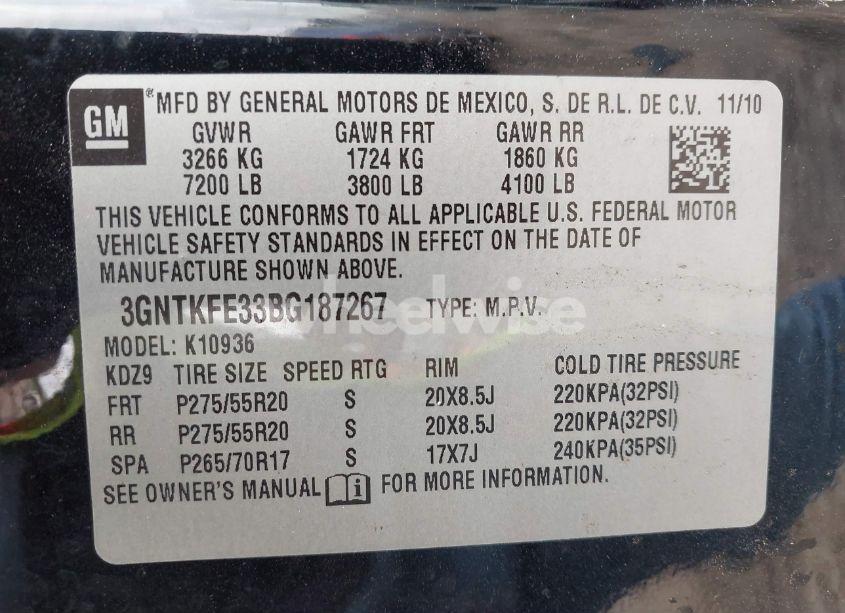 GM
® MFD BY GENERAL MOTORS DE MEXICO, S. DE R.L. DE C.V. 11/10
GVWR GAWR FRT GAWR RR
3266 KG 1724 KG 1860 KG
7200 LB 3800 LB 4100 LB
THIS VEHICLE CONFORMS TO ALL APPLICABLE U.S. FEDERAL MOTOR
VEHICLE SAFETY STANDARDS IN EFFECT ON THE DATE OF
MANUFACTURE SHOWN ABOVE.
3GNTKFE33BG187267 TYPE: M.P.V.
wheelwise
MODEL: K10936
KDZ9 TIRE SIZE SPEED RTG RIM COLD TIRE PRESSURE
FRT P275/55R20 S 20X8.5J 220KPA(32PSI)
RR P275/55R20 S 20X8.5J 220KPA(32PSI)
SPA P265/70R17 S 17X7J 240KPA(35PSI)
SEE OWNER'S MANUAL i FOR MORE INFORMATION.